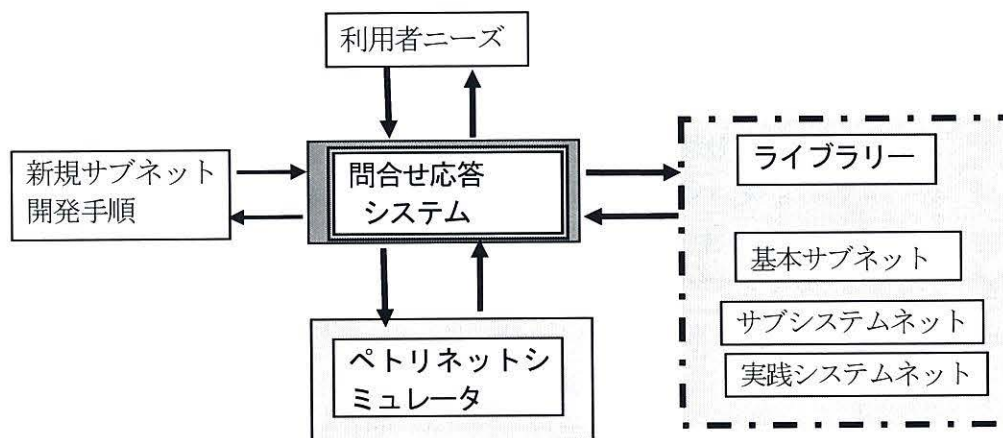 利用者ニーズ
新規サブネット
開発手順
問合せ応答
システム
ライブラリー
基本サブネット
サブシステムネット
実践システムネット
ペトリネットシ
ミュレータ